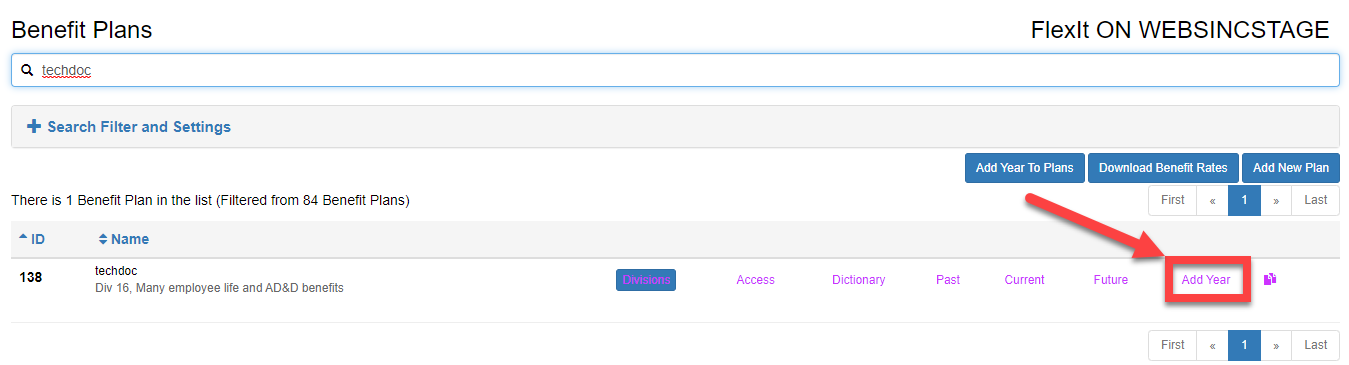 Benefit Plans FlexIt ON WEBSINCSTAGE
techdoc
Search Filter and Settings
Add Year To Plans Download Benefit Rates Add New Plan
There is 1 Benefit Plan in the list (Filtered from 84 Benefit Plans) First « 1 » Last
ID Name
138 techdoc Divisions Access Dictionary Past Current Future Add Year
Div 16, Many employee life and AD&D benefits
First « 1 » Last